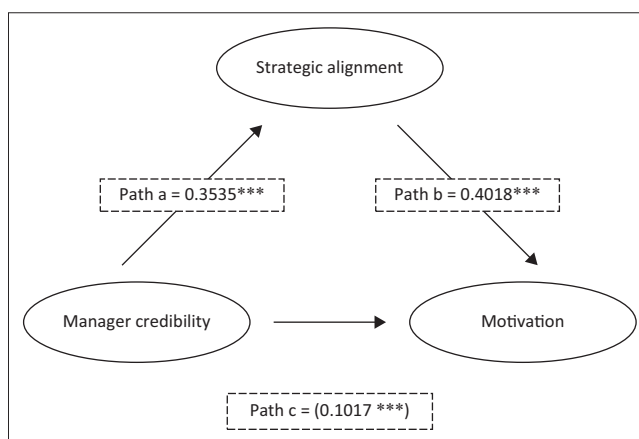 Strategic alignment
Path a = 0.3535***
Path b = 0.4018***
Manager credibility
Motivation
Path c = (0.1017 ***)